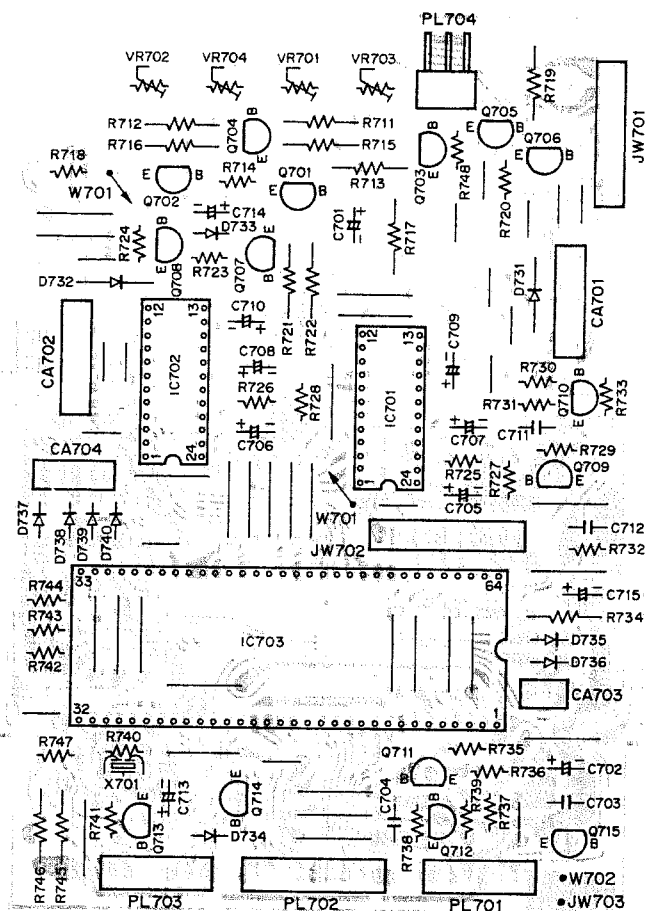 PL704
VR702 VR704 VR701 VR703
R719
JW701
R712 Q704 B E R711
R716 R715
Q705 E B
Q706 E B
R718
W701
E B Q702
R714
Q701 E B
R713
Q703 B E
R748
R720
C714
D733
C701
R717
R724
B E Q708
R723
Q707 B E
D732
R721
R722
D731
CA701
CA702
12 13
IC702
1 24
C710
C708
R726
C706
R728
12 13
IC701
1 24
C709
C707
R725
C705
R730
R731
Q710 B E
R733
C711
R729
R727
B E Q709
CA704
D737
D738
D739
D740
W701
JW702
C712
R732
33 64
IC703
32 1
R744
R743
R742
C715
R734
D735
D736
CA703
R747
R740
X701
R741
B E Q713
C713
D734
E B Q714
Q711 B E
R735
R736
C704
R738
E B Q712
R739
R737
C702
C703
E B Q715
R746
R745
PL703
PL702
PL701
W702
JW703